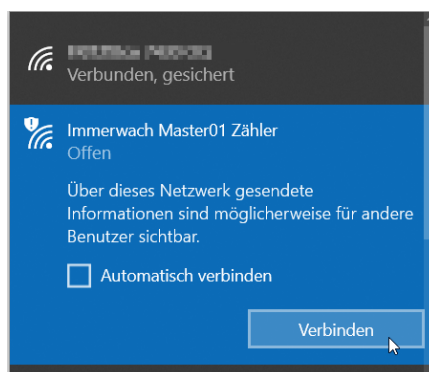 Verbunden, gesichert
Immerwach Master01 Zähler
Offen
Über dieses Netzwerk gesendete
Informationen sind möglicherweise für andere
Benutzer sichtbar.
Automatisch verbinden
Verbinden